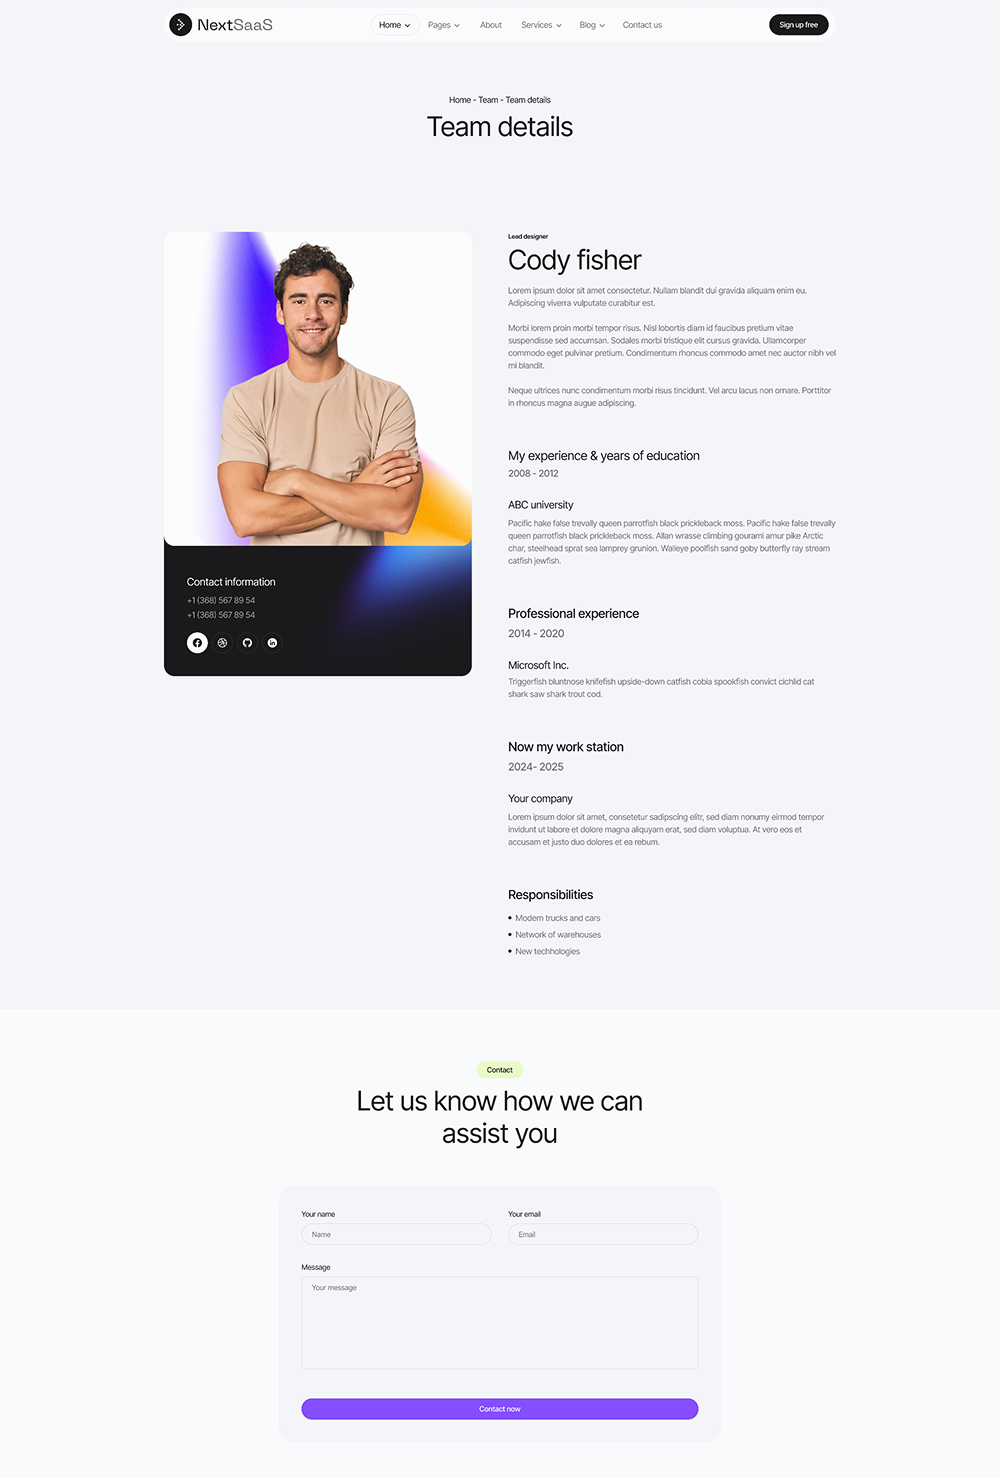 NextSaaS
Home
Pages
About
Services
Blog
Contact us
Sign up free
Home - Team - Team details
Team details
Lead designer
Cody fisher
Lorem ipsum dolor sit amet consectetur. Nullam blandit dui gravida aliquam enim eu.
Adipiscing viverra vulputate curabitur est.
Morbi lorem proin morbi tempor risus. Nisl lobortis diam id faucibus pretium vitae
suspendisse sed accumsan. Sodales morbi tristique elit cursus gravida. Ullamcorper
commodo eget pulvinar pretium. Condimentum rhoncus commodo amet nec auctor nibh vel
mi blandit.
Neque ultrices nunc condimentum morbi risus tincidunt. Vel arcu lacus non ornare. Porttitor
in rhoncus magna augue adipiscing.
My experience & years of education
2008 - 2012
ABC university
Pacific hake false trevally queen parrotfish black prickleback moss. Pacific hake false trevally
queen parrotfish black prickleback moss. Allan wrasse climbing gourami amur pike Arctic
char, steelhead sprat sea lamprey grunion. Walleye poolfish sand goby butterfly ray stream
catfish jewfish.
Contact information
+1 (368) 567 89 54
+1 (368) 567 89 54
in
Professional experience
2014 - 2020
Microsoft Inc.
Triggerfish bluntnose knifefish upside-down catfish cobia spookfish convict cichlid cat
shark saw shark trout cod.
Now my work station
2024- 2025
Your company
Lorem ipsum dolor sit amet, consetetur sadipscing elitr, sed diam nonumy eirmod tempor
invidunt ut labore et dolore magna aliquyam erat, sed diam voluptua. At vero eos et
accusam et justo duo dolores et ea rebum.
Responsibilities
Modern trucks and cars
Network of warehouses
New techhologies
Contact
Let us know how we can
assist you
Your name
Your email
Name
Email
Message
Your message
Contact now